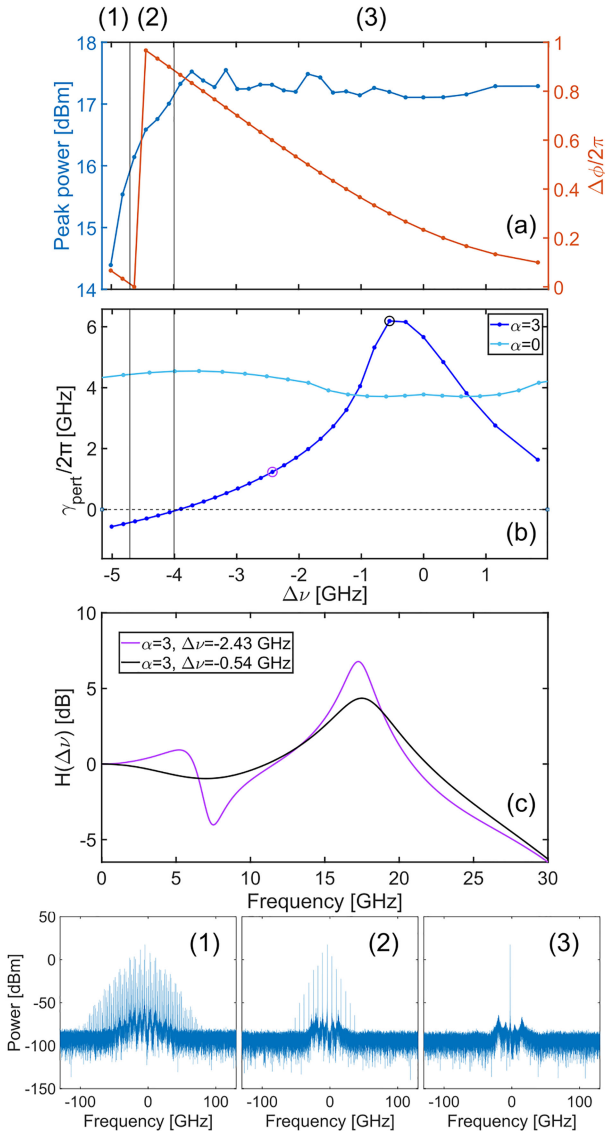 (1) (2) (3)
18
17
16
15
14
Peak power [dBm]
1
0.8
0.6
0.4
0.2
0
Δϕ/2π
(a)
6
4
2
0
γpert/2π [GHz]
α=3
α=0
(b)
-5 -4 -3 -2 -1 0 1
Δν [GHz]
10
5
0
-5
H(Δν) [dB]
α=3, Δν=-2.43 GHz
α=3, Δν=-0.54 GHz
(c)
0 5 10 15 20 25 30
Frequency [GHz]
50
0
-50
-100
-150
Power [dBm]
(1) (2) (3)
-100 0 100 -100 0 100 -100 0 100
Frequency [GHz] Frequency [GHz] Frequency [GHz]